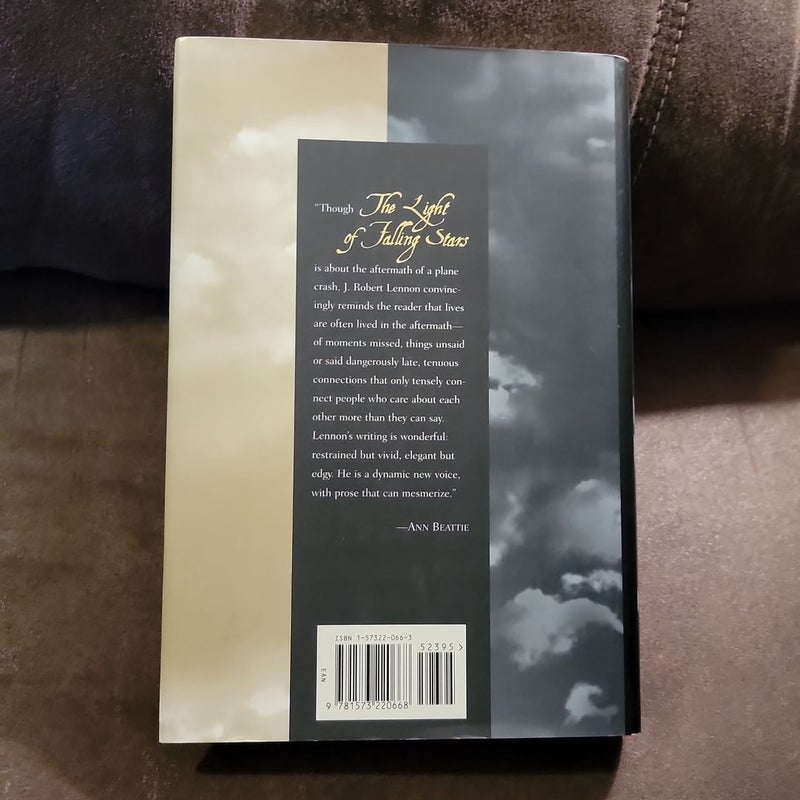 "Though The Light
of Falling Stars
is about the aftermath of a plane
crash, J. Robert Lennon convinc-
ingly reminds the reader that lives
are often lived in the aftermath—
of moments missed, things unsaid
or said dangerously late, tenuous
connections that only tensely con-
nect people who care about each
other more than they can say.
Lennon's writing is wonderful:
restrained but vivid, elegant but
edgy. He is a dynamic new voice,
with prose that can mesmerize."
—ANN BEATTIE
ISBN 1-57322-066-3
52395>
EAN
9 781573 220668